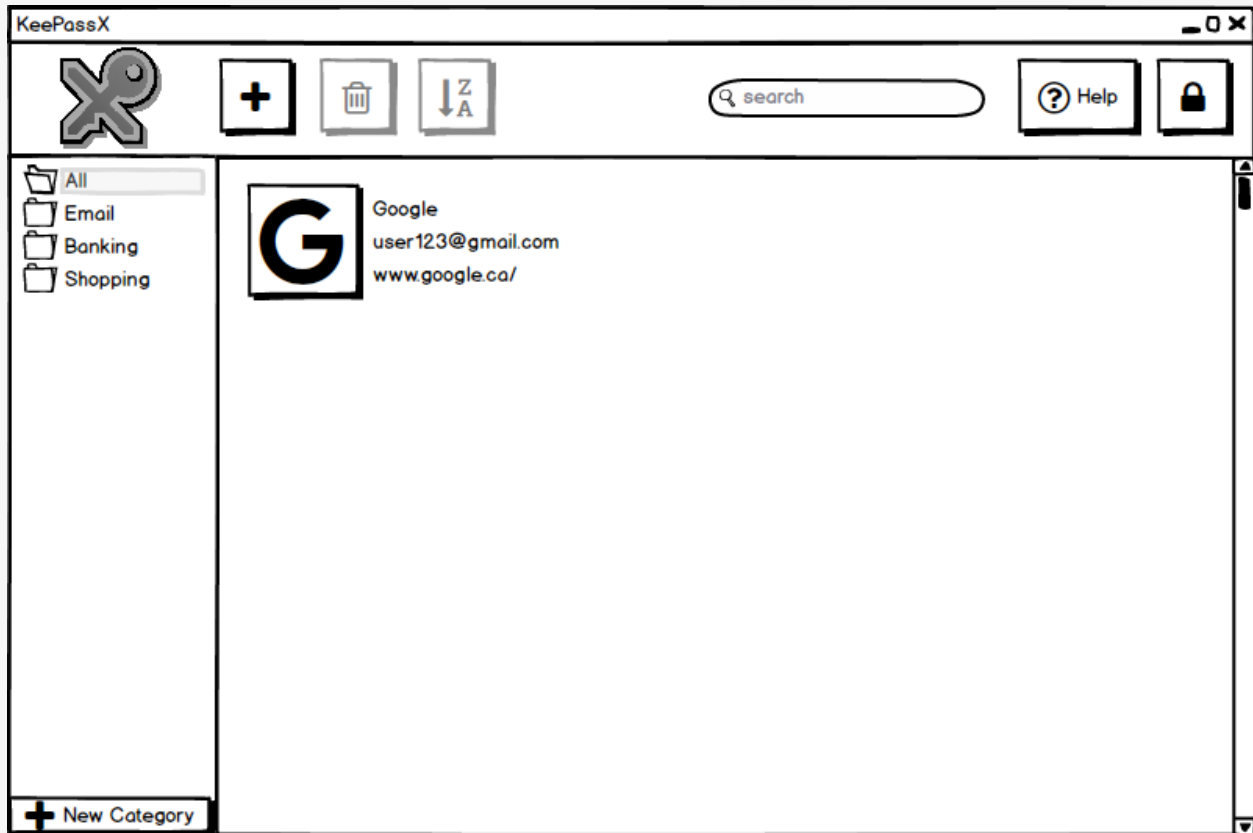 KeePassX
Z
A
search
Help
All
Email
Banking
Shopping
G
Google
user123@gmail.com
www.google.ca/
New Category